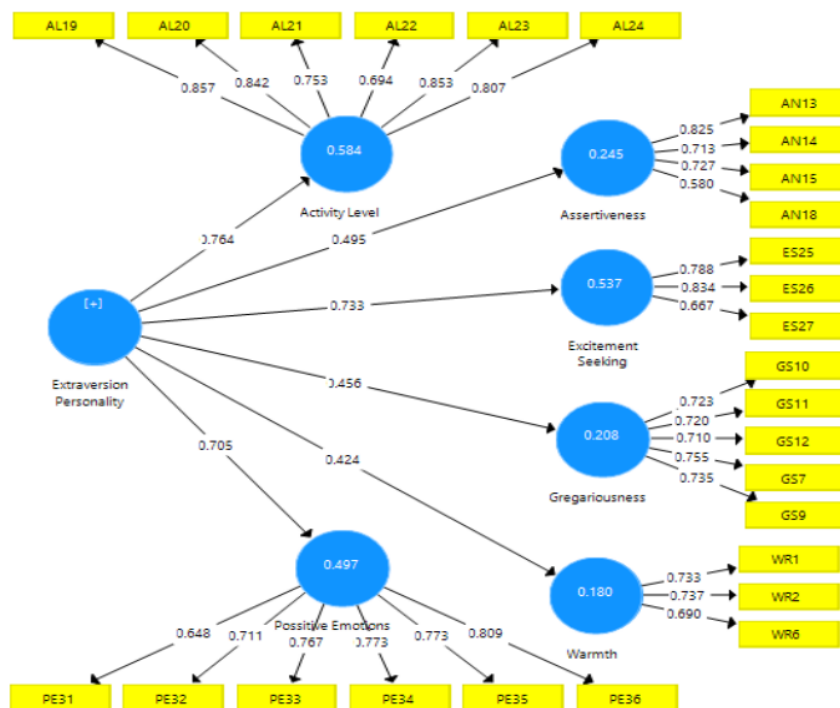 AL19 AL20 AL21 AL22 AL23 AL24
0.857 0.842 0.753 0.694 0.853 0.807
0.584
Activity Level
AN13
0.825
AN14
0.713
0.245
0.727
AN15
0.580
AN18
Assertiveness
0.764
0.495
ES25
0.788
0.834
ES26
0.537
0.667
ES27
0.733
Excitement
Seeking
[+]
Extraversion
Personality
0.456
GS10
0.723
GS11
0.720
0.208
0.710
GS12
0.755
GS7
0.735
GS9
Gregariousness
0.705
0.424
WR1
0.733
0.180
0.737
WR2
0.690
WR6
Warmth
0.497
Possitive Emotions
0.648 0.711 0.767 0.773 0.773 0.809
PE31 PE32 PE33 PE34 PE35 PE36